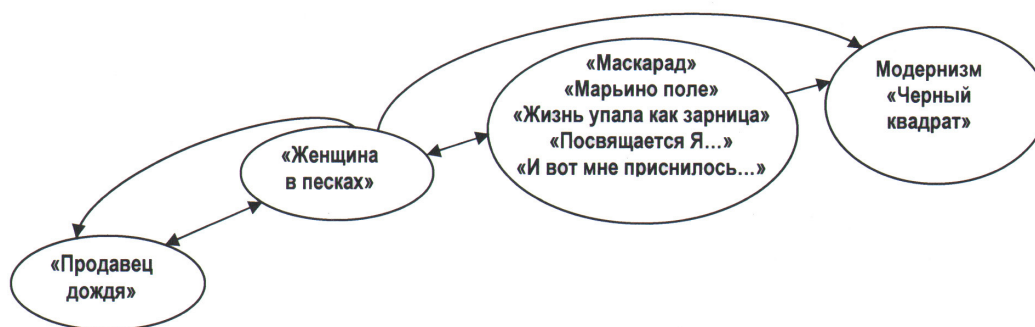 «Маскарад»
«Марьино поле»
«Жизнь упала как зарница»
«Посвящается Я…»
«И вот мне приснилось…»
Модернизм
«Черный
квадрат»
«Женщина
в песках»
«Продавец
дождя»